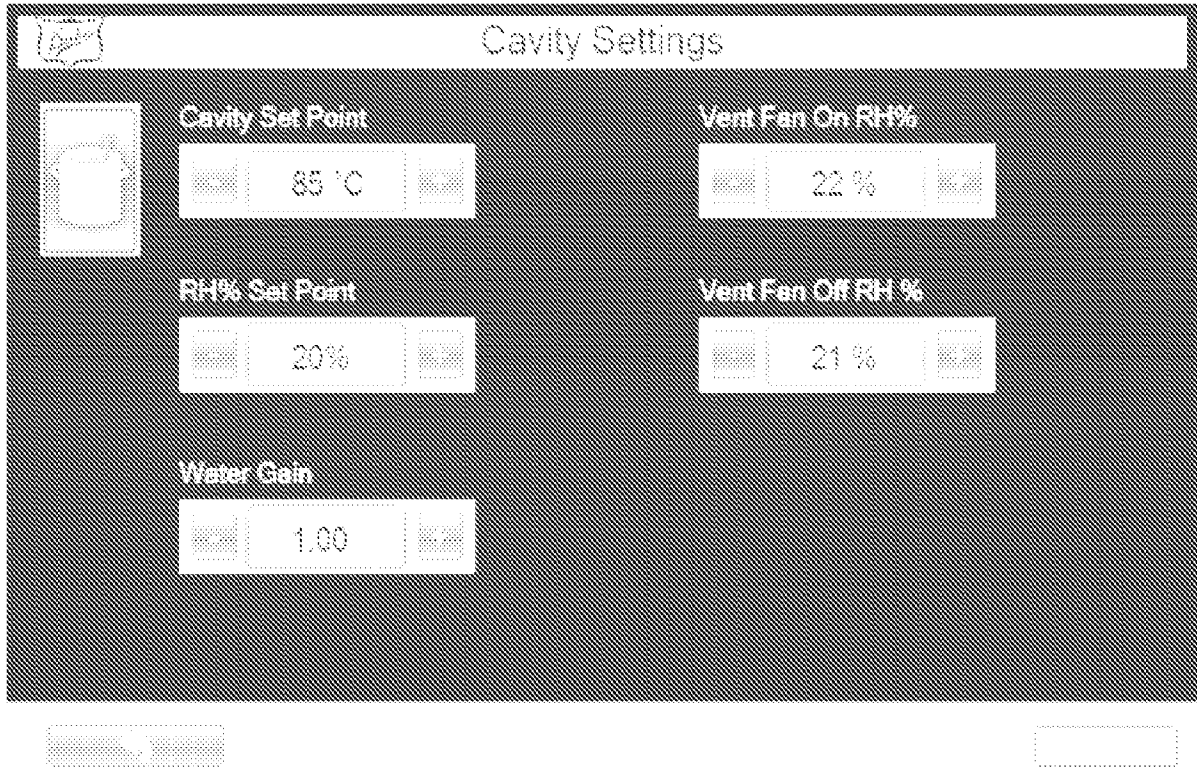 Cavity Settings
Cavity Set Point
85 °C
Vent Fan On RH%
22 %
RH% Set Point
20%
Vent Fan Off RH %
21 %
Water Gain
1.00